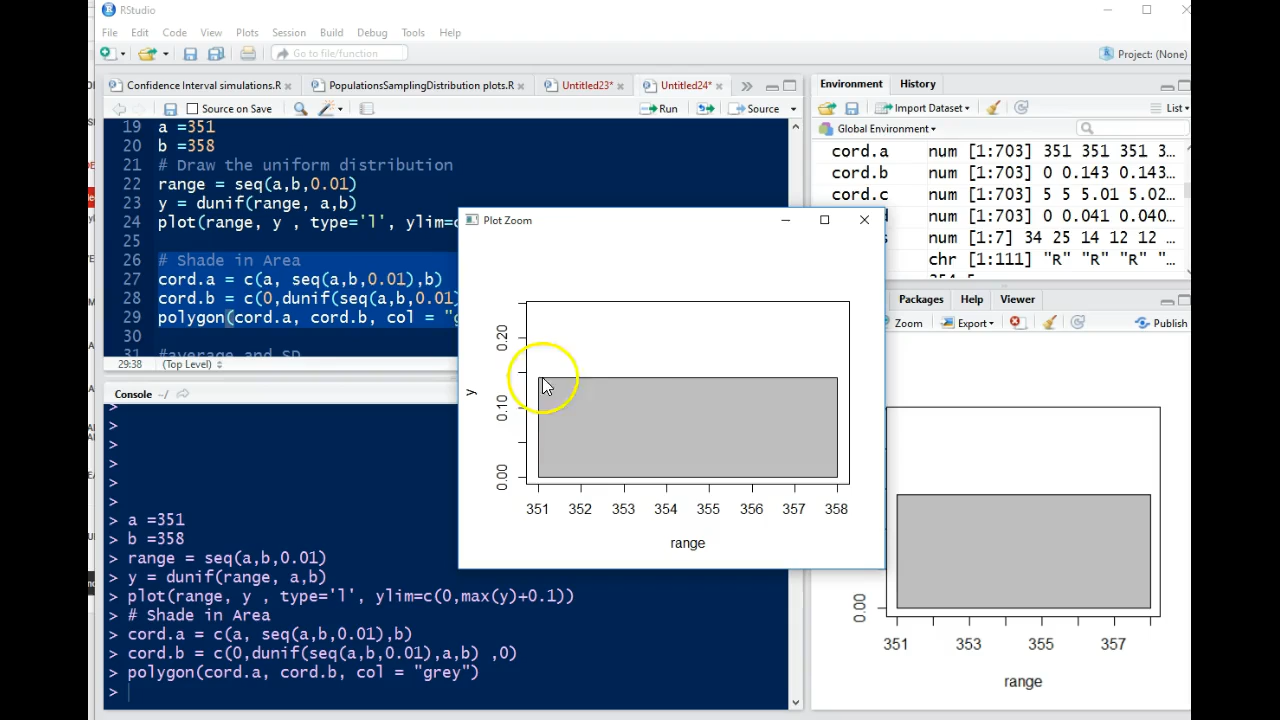 RStudio
File Edit Code View Plots Session Build Debug Tools Help
Go to file/function
Project: (None)
Confidence Interval simulations.R
PopulationsSamplingDistribution plots.R
Untitled23*
Untitled24*
Source on Save
Run
Source
19 a =351
20 b =358
21 # Draw the uniform distribution
22 range = seq(a,b,0.01)
23 y = dunif(range, a,b)
24 plot(range, y , type='l', ylim=c
25
26 # Shade in Area
27 cord.a = c(a, seq(a,b,0.01),b)
28 cord.b = c(0,dunif(seq(a,b,0.01)
29 polygon(cord.a, cord.b, col = "g
30
31 #average and SD
29:38 (Top Level)
Console ~/
>
>
>
>
>
>
> a =351
> b =358
> range = seq(a,b,0.01)
> y = dunif(range, a,b)
> plot(range, y , type='l', ylim=c(0,max(y)+0.1))
> # Shade in Area
> cord.a = c(a, seq(a,b,0.01),b)
> cord.b = c(0,dunif(seq(a,b,0.01),a,b) ,0)
> polygon(cord.a, cord.b, col = "grey")
>
Environment History
Import Dataset
List
Global Environment
cord.a num [1:703] 351 351 351 3…
cord.b num [1:703] 0 0.143 0.143…
cord.c num [1:703] 5 5 5.01 5.02…
d num [1:703] 0 0.041 0.040…
s num [1:7] 34 25 14 12 12 …
chr [1:111] "R" "R" "R" "…
Packages Help Viewer
Zoom Export Publish
0.00
351 353 355 357
range
Plot Zoom
y
0.20
0.10
0.00
351 352 353 354 355 356 357 358
range